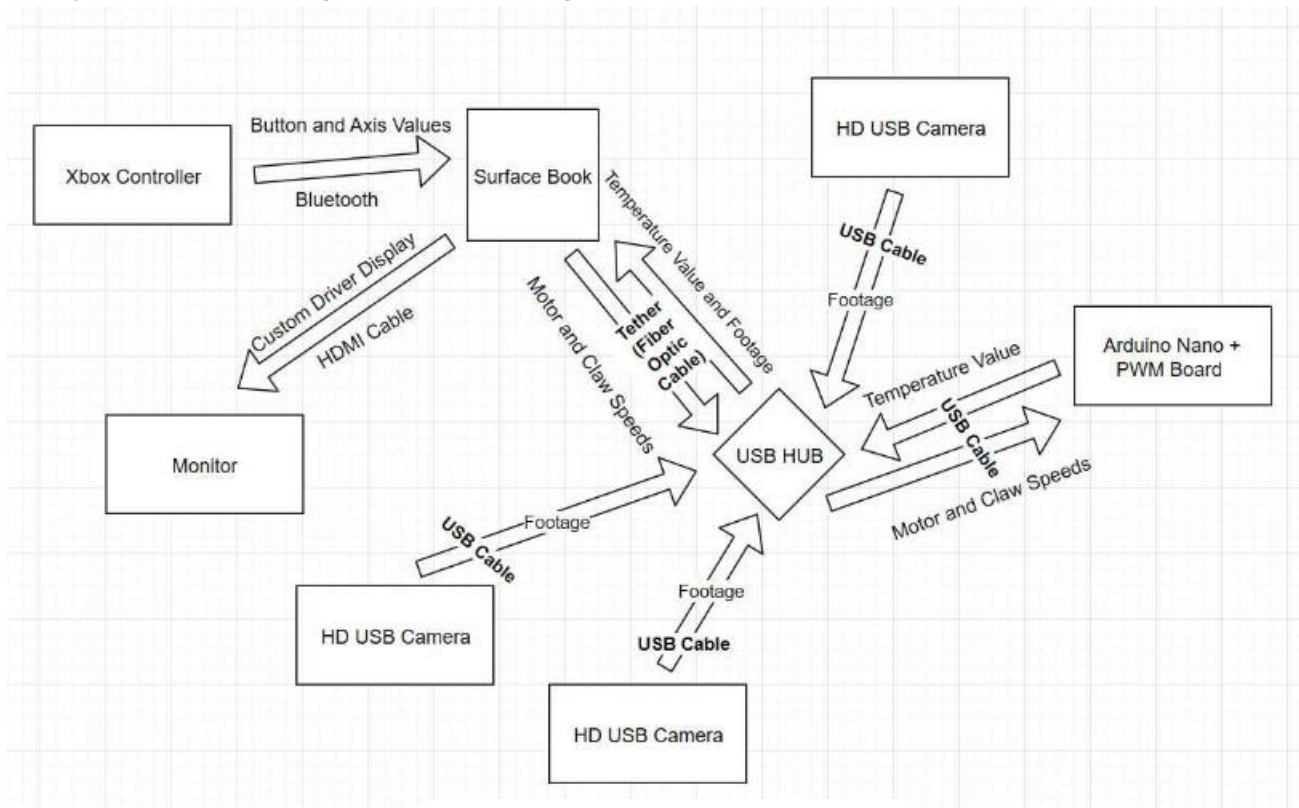 Button and Axis Values
Xbox Controller
Bluetooth
Surface Book
HD USB Camera
Custom Driver Display
HDMI Cable
Monitor
Temperature Value and Footage
Tether
(Fiber
Optic
Cable)
Motor and Claw Speeds
USB Cable
Footage
Arduino Nano +
PWM Board
Temperature Value
USB Cable
Motor and Claw Speeds
USB HUB
Footage
USB Cable
HD USB Camera
Footage
USB Cable
HD USB Camera